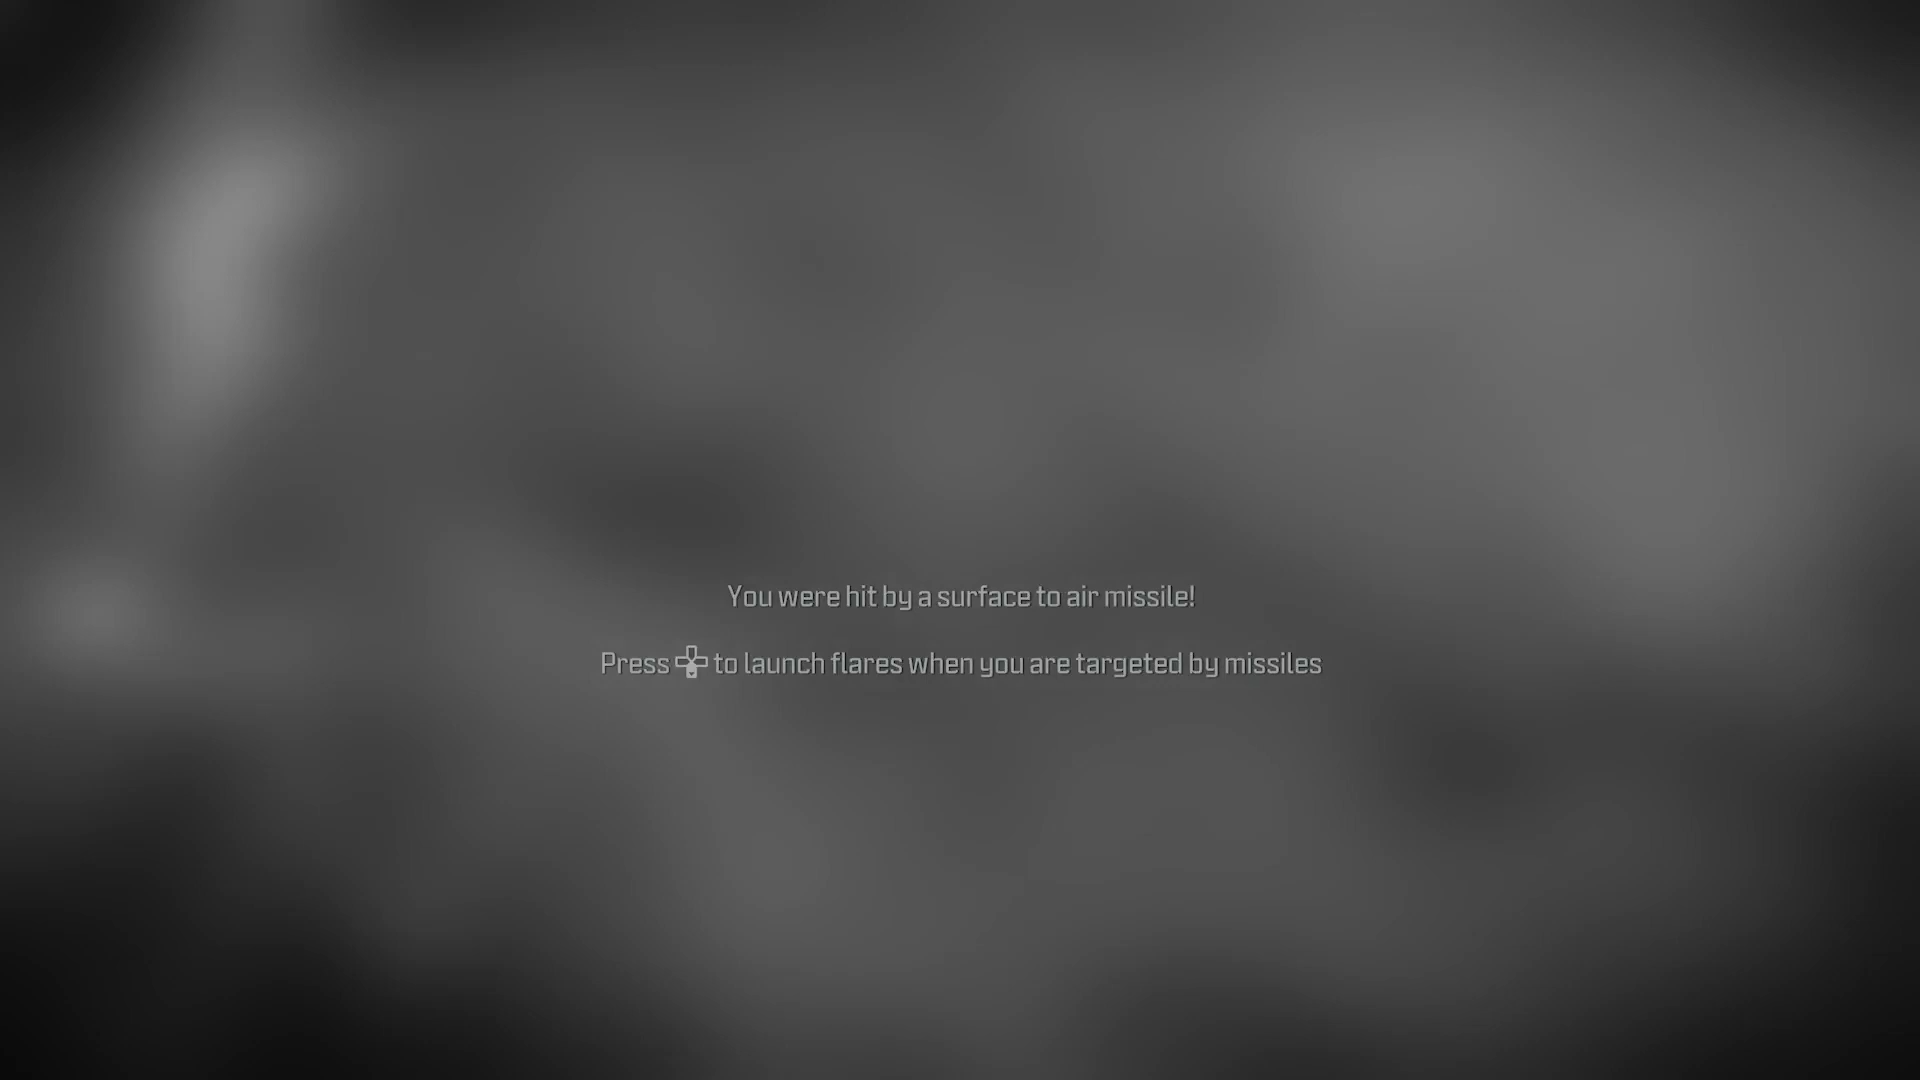 You were hit by a surface to air missile!
Press to launch flares when you are targeted by missiles